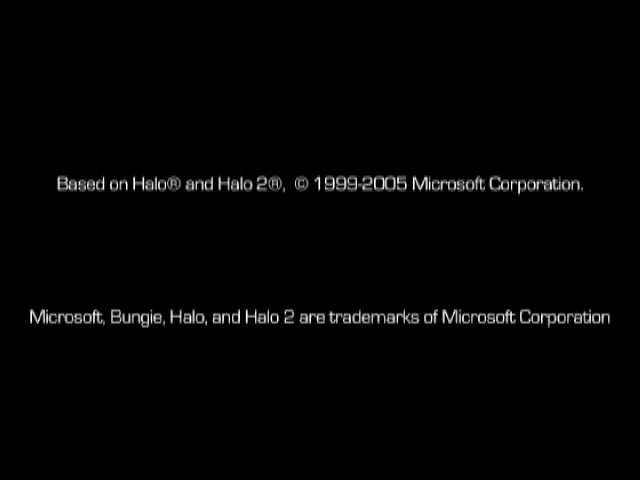 Based on Halo® and Halo 2®, © 1999-2005 Microsoft Corporation.
Microsoft, Bungie, Halo, and Halo 2 are trademarks of Microsoft Corporation